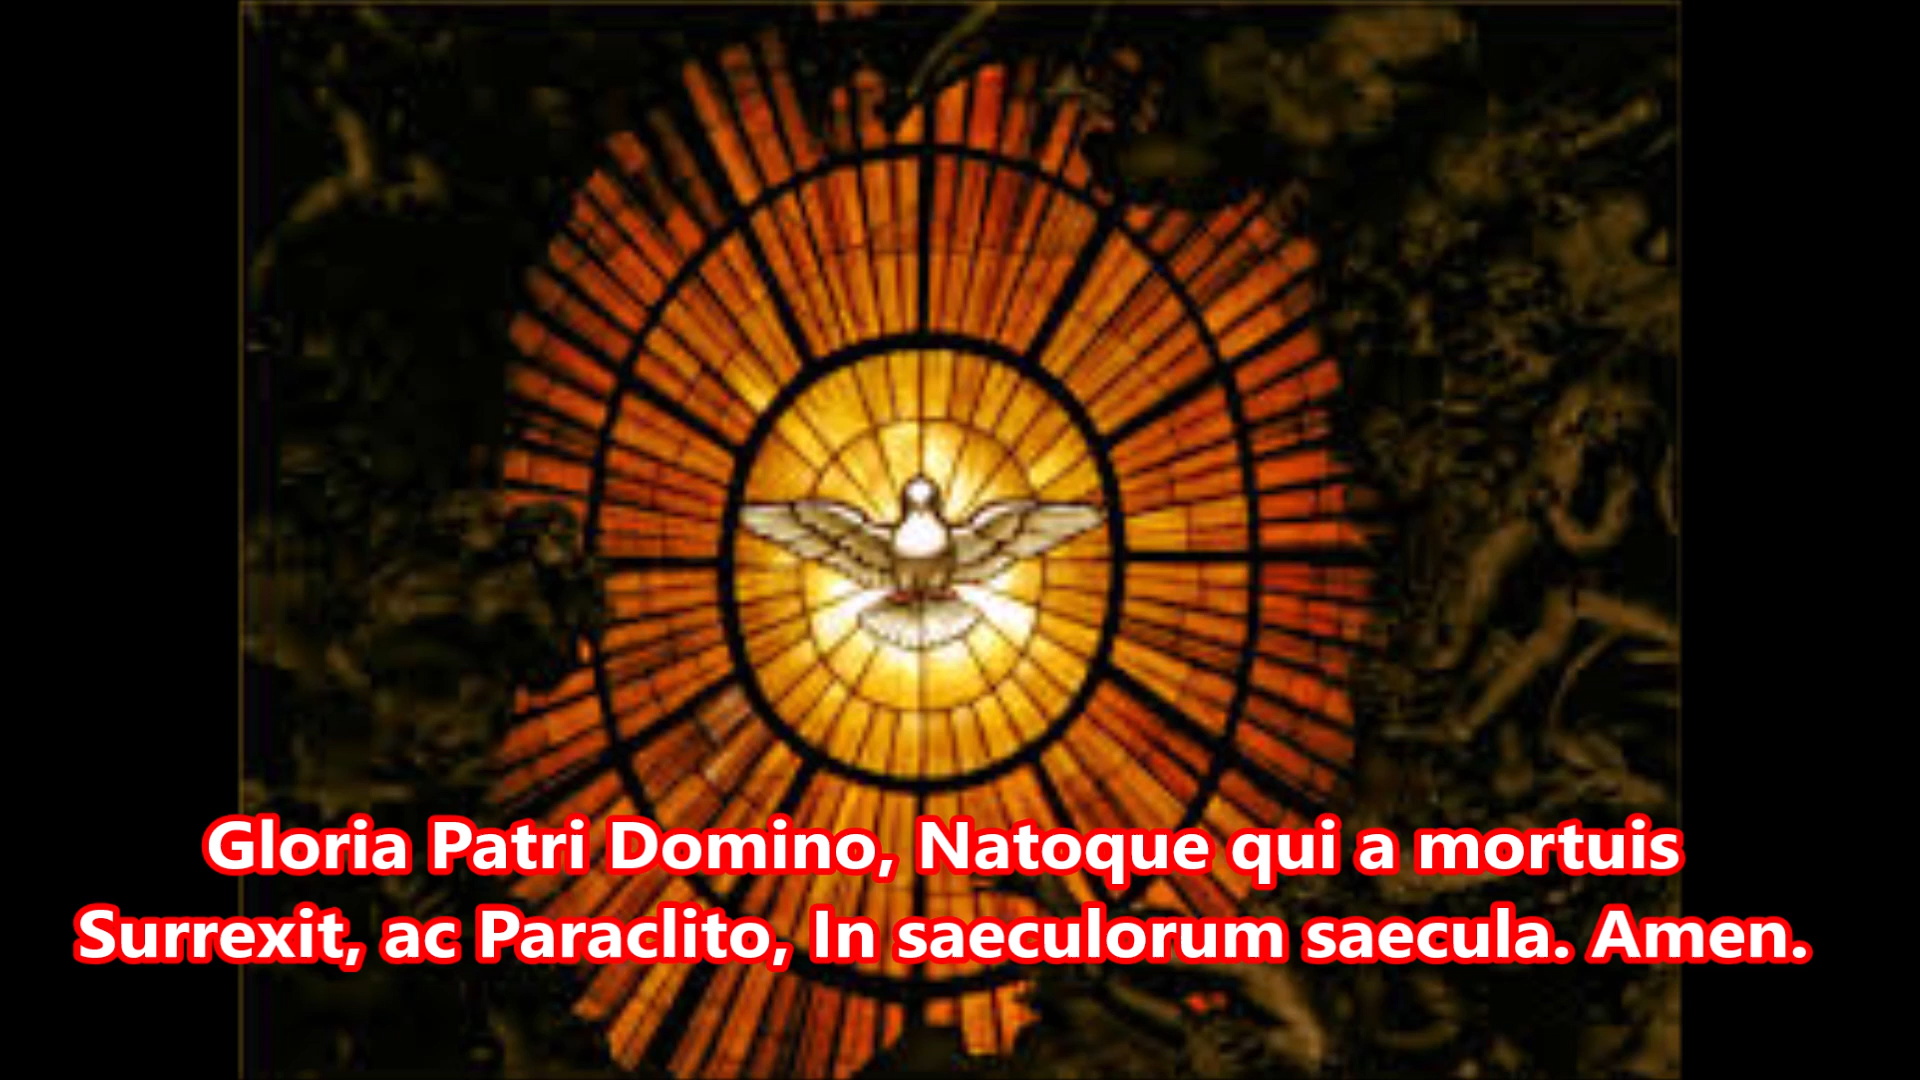 Gloria Patri Domino, Natoque qui a mortuis
Surrexit, ac Paraclito, In saeculorum saecula. Amen.